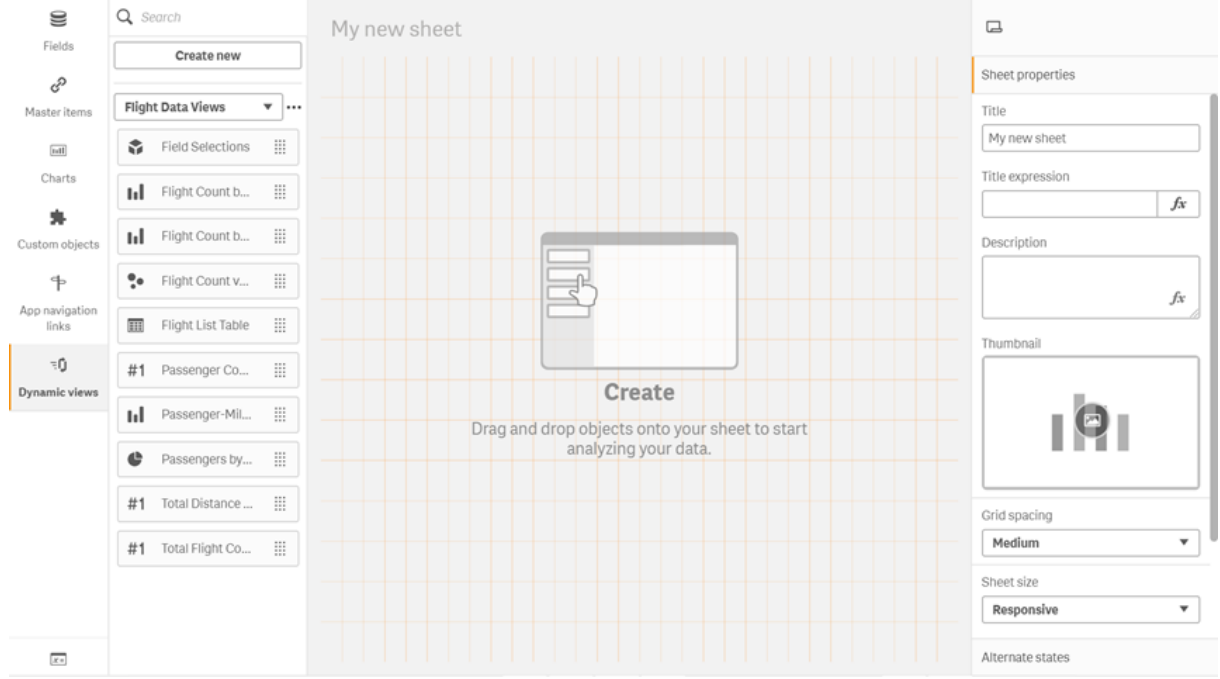 Fields
Master items
Charts
Custom objects
App navigation
links
Dynamic views
Search
Create new
Flight Data Views
Field Selections
Flight Count b...
Flight Count b...
Flight Count v...
Flight List Table
#1 Passenger Co...
Passenger-Mil...
Passengers by...
#1 Total Distance ...
#1 Total Flight Co...
My new sheet
Create
Drag and drop objects onto your sheet to start
analyzing your data.
Sheet properties
Title
My new sheet
Title expression
fx
Description
fx
Thumbnail
Grid spacing
Medium
Sheet size
Responsive
Alternate states